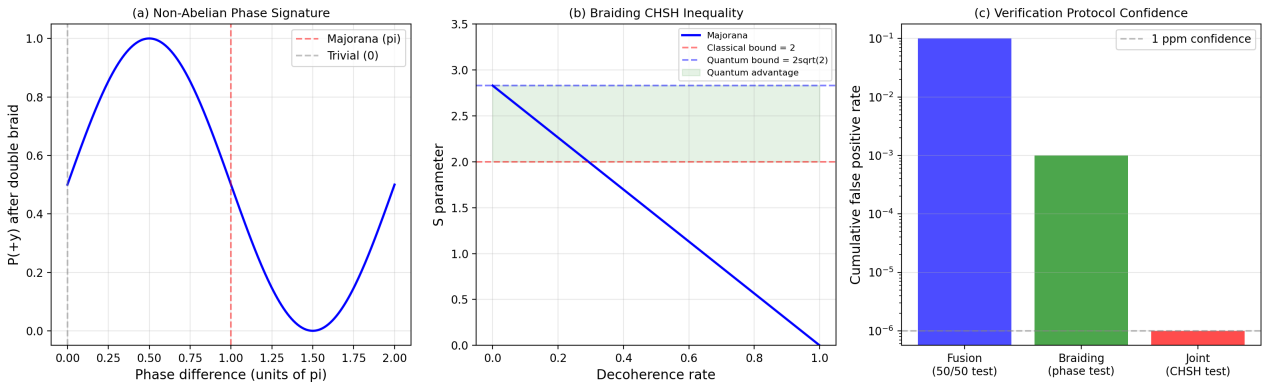 (a) Non-Abelian Phase Signature
P(+y) after double braid
1.0
0.8
0.6
0.4
0.2
0.0
Majorana (pi)
Trivial (0)
0.00 0.25 0.50 0.75 1.00 1.25 1.50 1.75 2.00
Phase difference (units of pi)
(b) Braiding CHSH Inequality
S parameter
3.5
3.0
2.5
2.0
1.5
1.0
0.5
0.0
Majorana
Classical bound = 2
Quantum bound = 2sqrt(2)
Quantum advantage
0.0 0.2 0.4 0.6 0.8 1.0
Decoherence rate
(c) Verification Protocol Confidence
Cumulative false positive rate
10⁻¹
10⁻²
10⁻³
10⁻⁴
10⁻⁵
10⁻⁶
1 ppm confidence
Fusion
(50/50 test)
Braiding
(phase test)
Joint
(CHSH test)